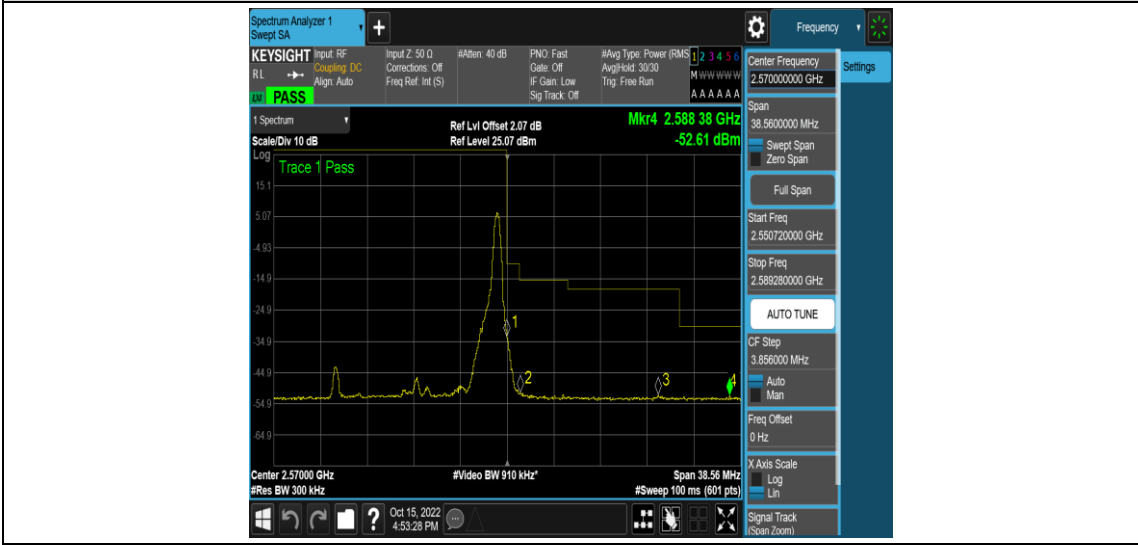 Spectrum Analyzer 1
Swept SA
+
Frequency
KEYSIGHT
RL
LM PASS
Input: RF
Coupling: DC
Align: Auto
Input Z: 50 Ω
Corrections: Off
Freq Ref: Int (S)
#Atten: 40 dB
PNO: Fast
Gate: Off
IF Gain: Low
Sig Track: Off
#Avg Type: Power (RMS
Avg|Hold: 30/30
Trig: Free Run
1 2 3 4 5 6
M W W W W W
A A A A A A
1 Spectrum
Scale/Div 10 dB
Ref Lvl Offset 2.07 dB
Ref Level 25.07 dBm
Mkr4 2.588 38 GHz
-52.61 dBm
Log
Trace 1 Pass
15.1
5.07
-4.93
-14.9
-24.9
-34.9
-44.9
-54.9
-64.9
1
2
3
4
Center 2.57000 GHz
#Res BW 300 kHz
#Video BW 910 kHz*
Span 38.56 MHz
#Sweep 100 ms (601 pts)
Center Frequency
2.570000000 GHz
Settings
Span
38.5600000 MHz
Swept Span
Zero Span
Full Span
Start Freq
2.550720000 GHz
Stop Freq
2.589280000 GHz
AUTO TUNE
CF Step
3.856000 MHz
Auto
Man
Freq Offset
0 Hz
X Axis Scale
Log
Lin
Signal Track
(Span Zoom)
?
Oct 15, 2022
4:53:28 PM